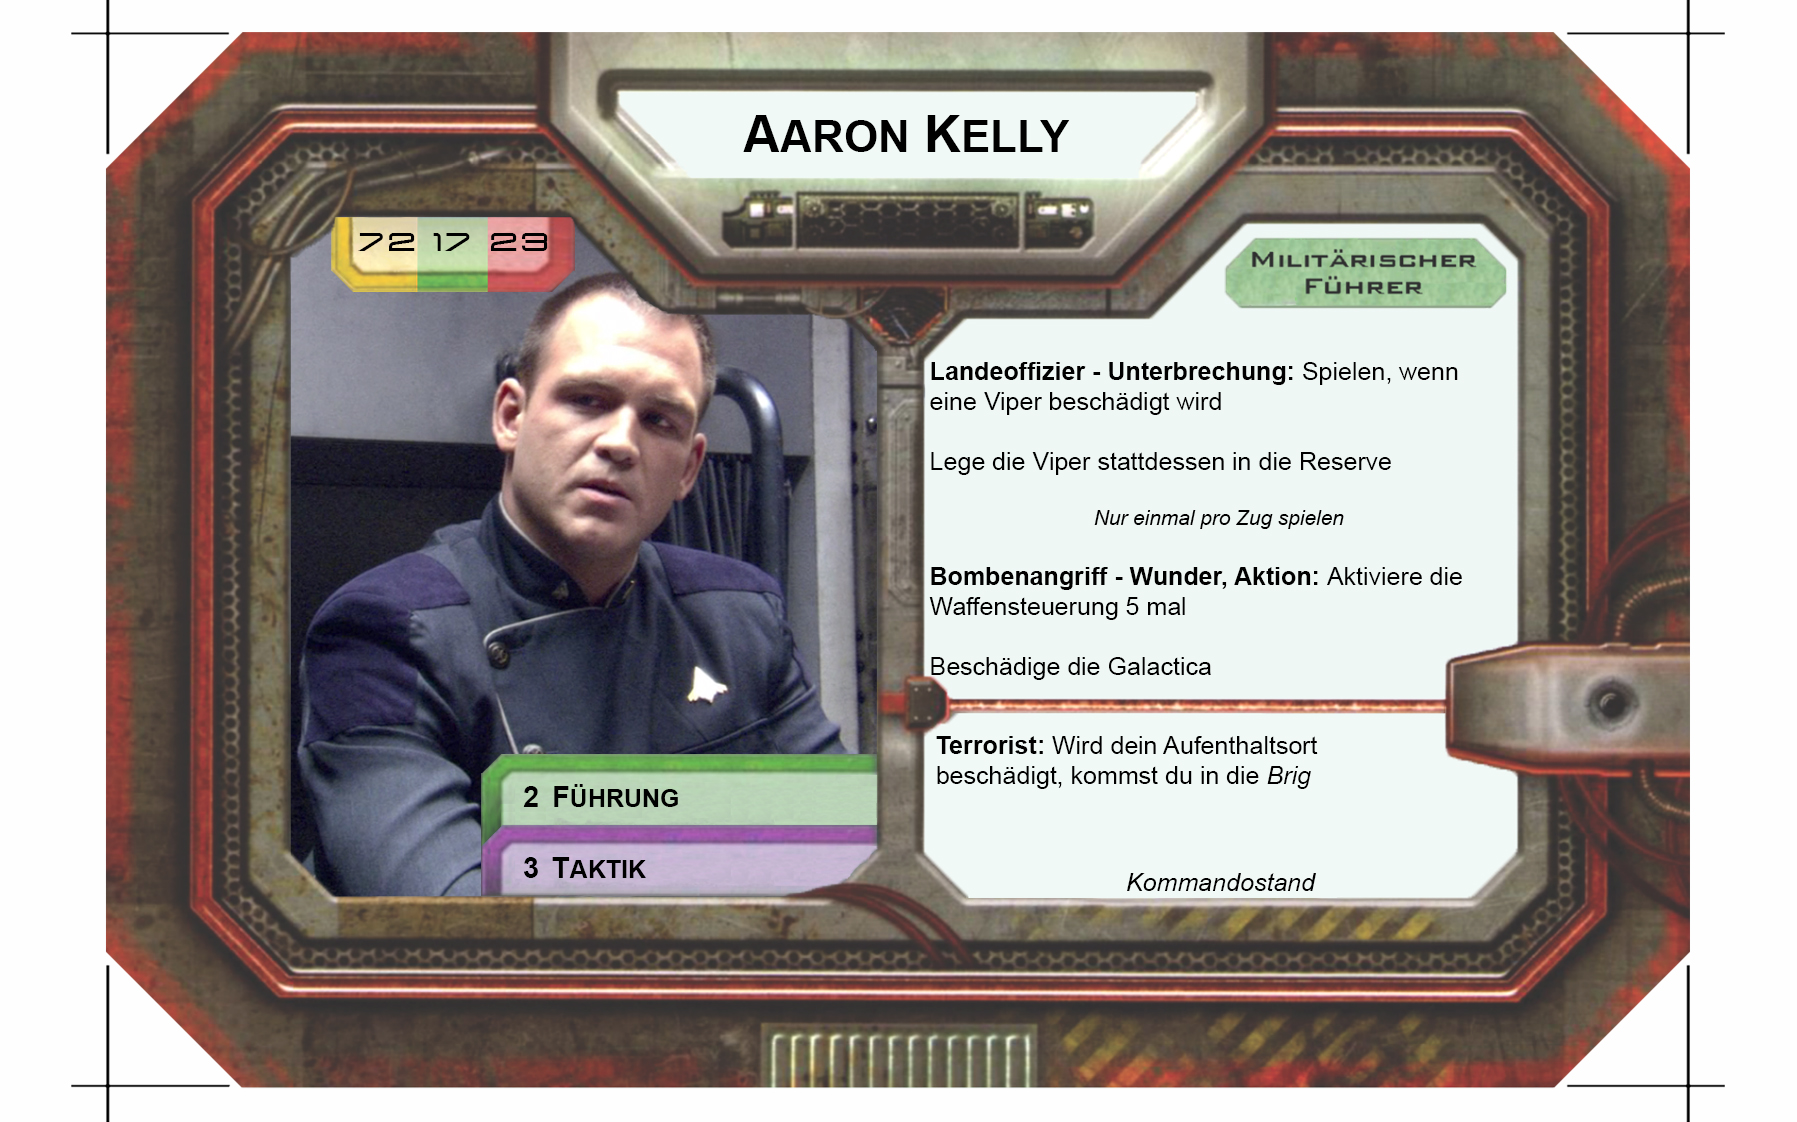 AARON KELLY
72 17 23
MILITÄRISCHER
FÜHRER
Landeoffizier - Unterbrechung: Spielen, wenn
eine Viper beschädigt wird
Lege die Viper stattdessen in die Reserve
Nur einmal pro Zug spielen
Bombenangriff - Wunder, Aktion: Aktiviere die
Waffensteuerung 5 mal
Beschädige die Galactica
Terrorist: Wird dein Aufenthaltsort
beschädigt, kommst du in die Brig
Kommandostand
2 FÜHRUNG
3 TAKTIK